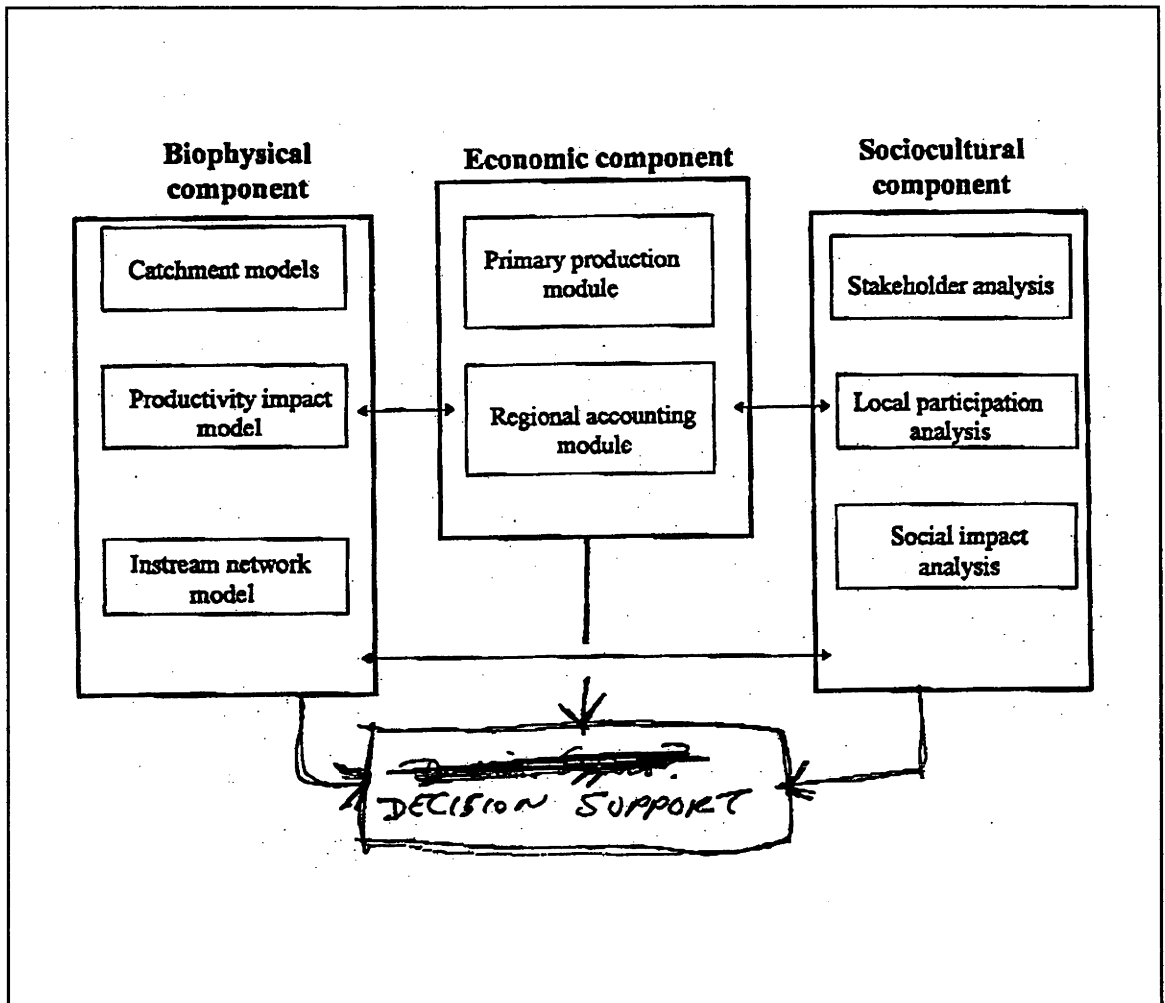 Biophysical
component
Catchment models
Productivity impact
model
Instream network
model
Economic component
Primary production
module
Regional accounting
module
Sociocultural
component
Stakeholder analysis
Local participation
analysis
Social impact
analysis
DECISION SUPPORT